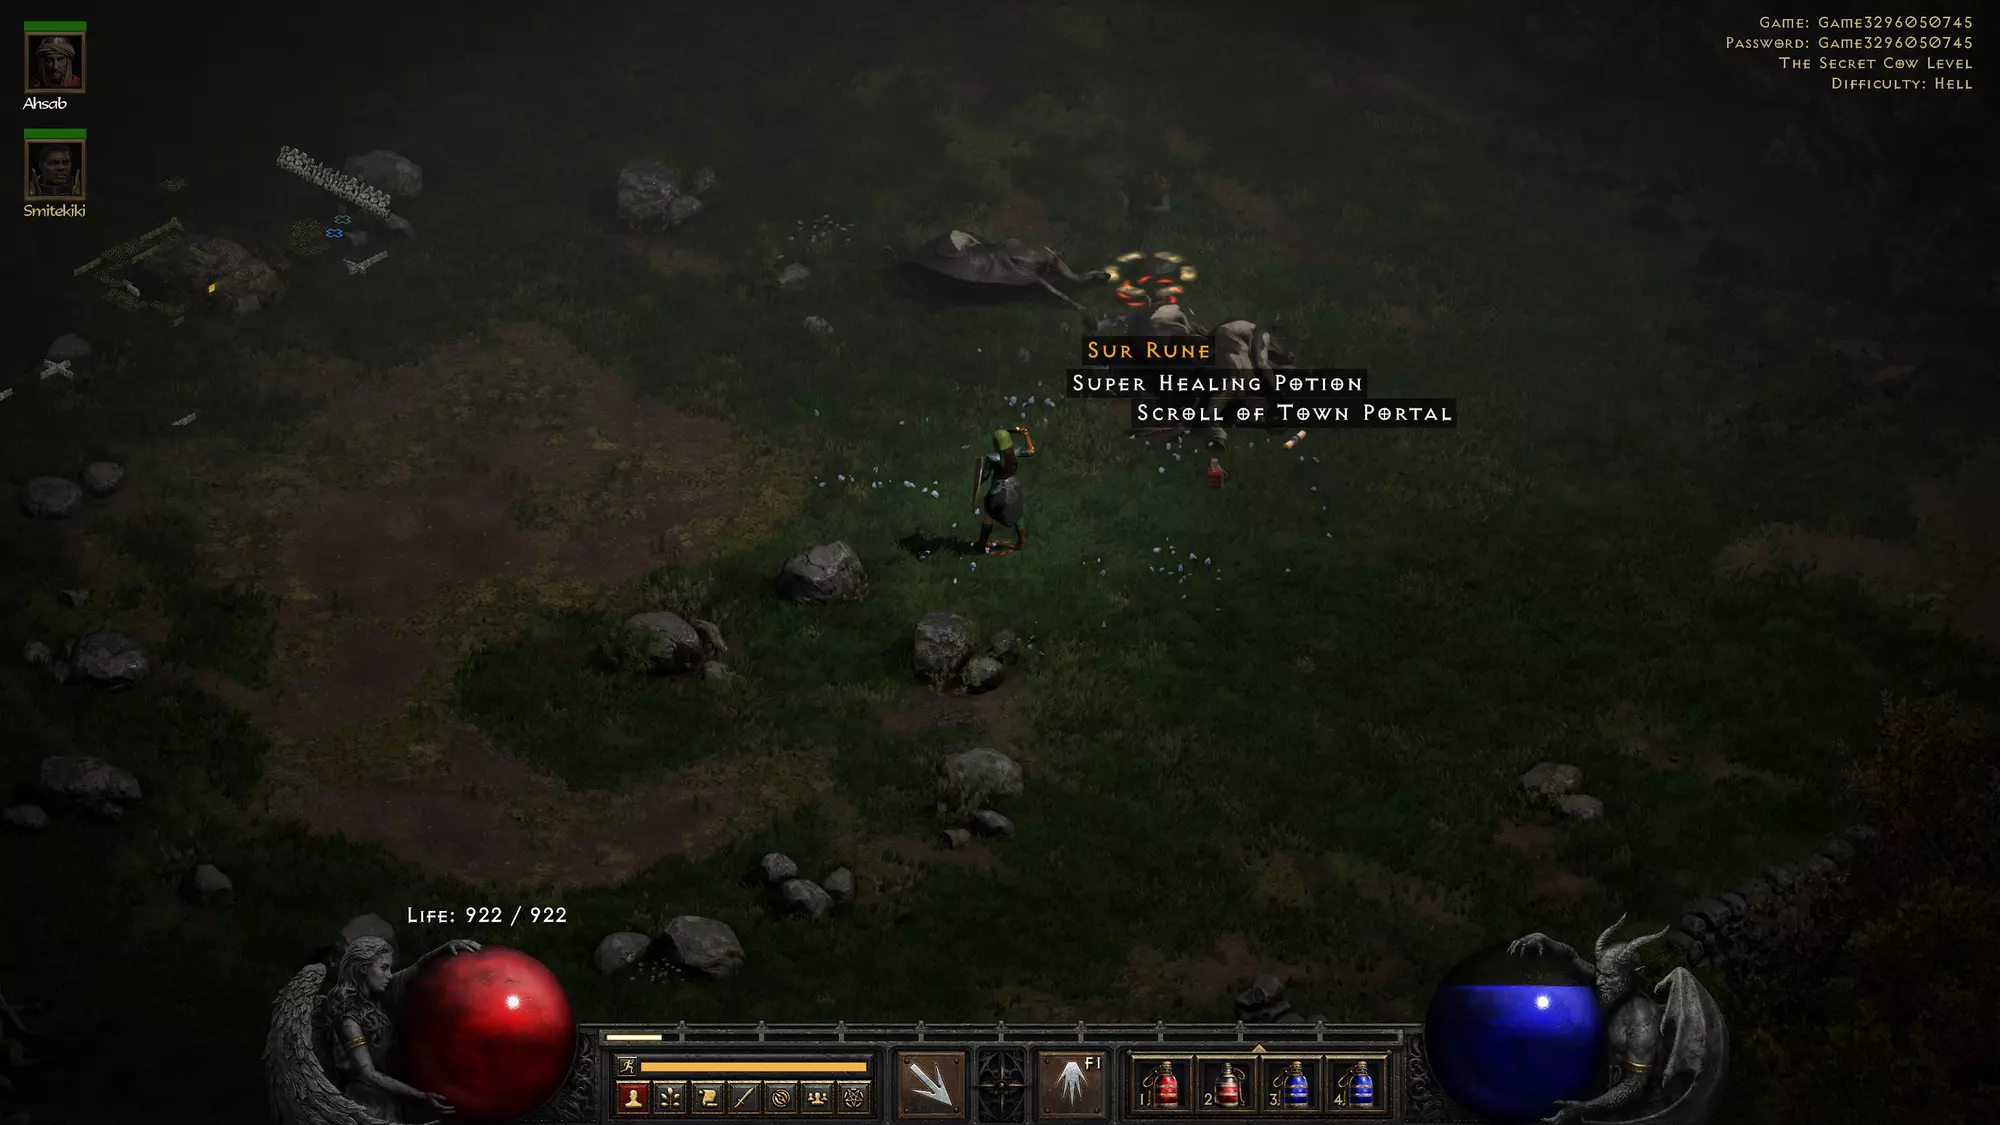 Ahsab
Smitekiki
Game: Game3296050745
Password: Game3296050745
The Secret Cow Level
Difficulty: Hell
Sur Rune
Super Healing Potion
Scroll of Town Portal
Life: 922 / 922
F1
1
2
3
4